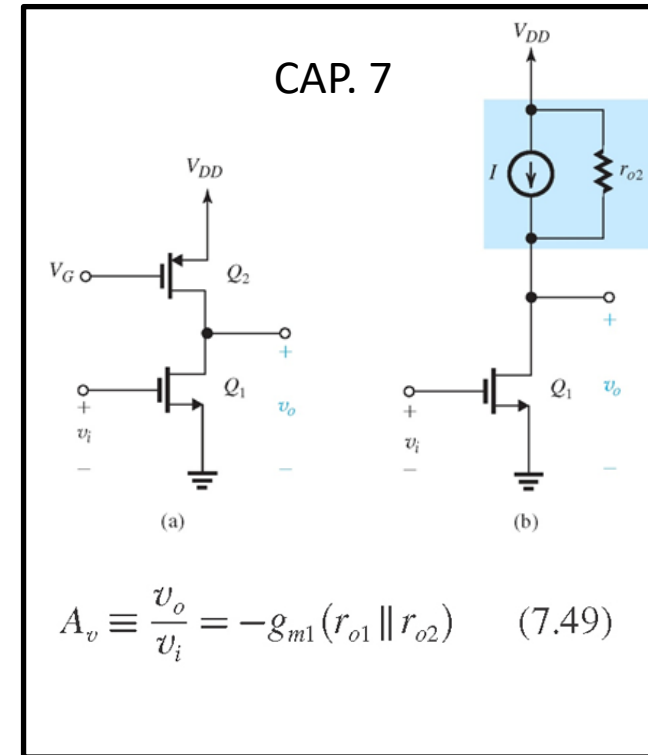 CAP. 7
V_DD
V_G
Q_2
Q_1
+
v_i
−
+
v_o
−
(a)
V_DD
I
r_o2
Q_1
+
v_i
−
+
v_o
−
(b)
A_v ≡ v_o/v_i = −g_m1(r_o1 || r_o2) (7.49)